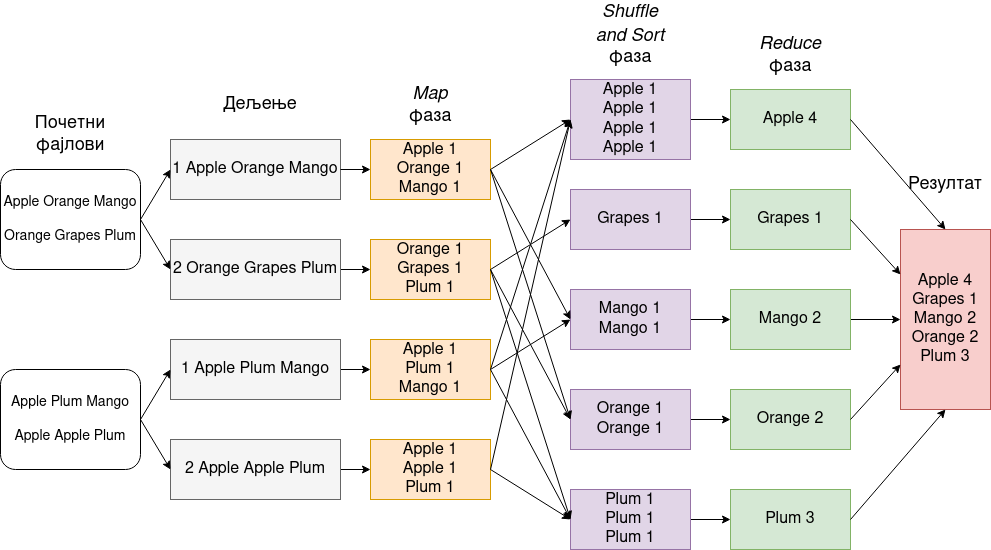 Почетни
фајлови
Apple Orange Mango
Orange Grapes Plum
Apple Plum Mango
Apple Apple Plum
Дељење
1 Apple Orange Mango
2 Orange Grapes Plum
1 Apple Plum Mango
2 Apple Apple Plum
Map
фаза
Apple 1
Orange 1
Mango 1
Orange 1
Grapes 1
Plum 1
Apple 1
Plum 1
Mango 1
Apple 1
Apple 1
Plum 1
Shuffle
and Sort
фаза
Apple 1
Apple 1
Apple 1
Apple 1
Grapes 1
Mango 1
Mango 1
Orange 1
Orange 1
Plum 1
Plum 1
Plum 1
Reduce
фаза
Apple 4
Grapes 1
Mango 2
Orange 2
Plum 3
Резултат
Apple 4
Grapes 1
Mango 2
Orange 2
Plum 3